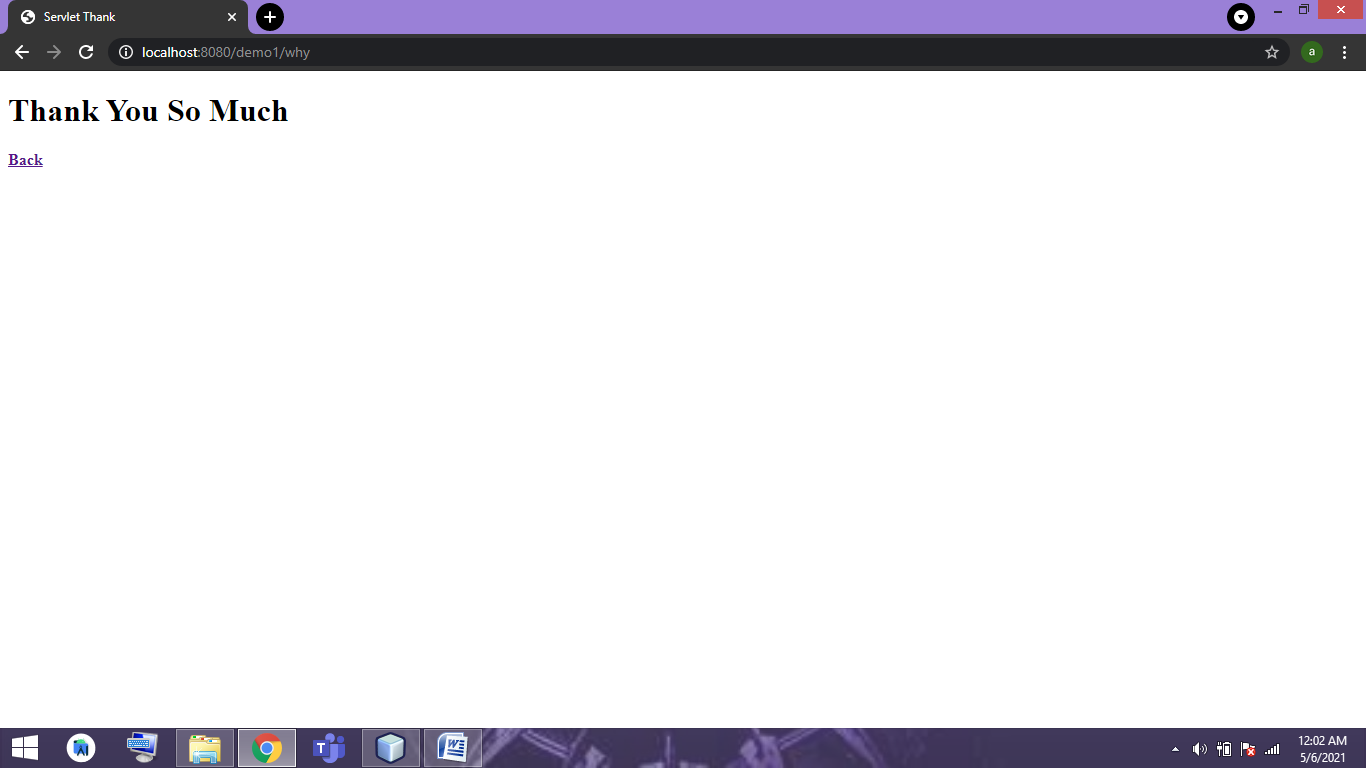 Servlet Thank
localhost:8080/demo1/why
a
Thank You So Much
Back
12:02 AM
5/6/2021